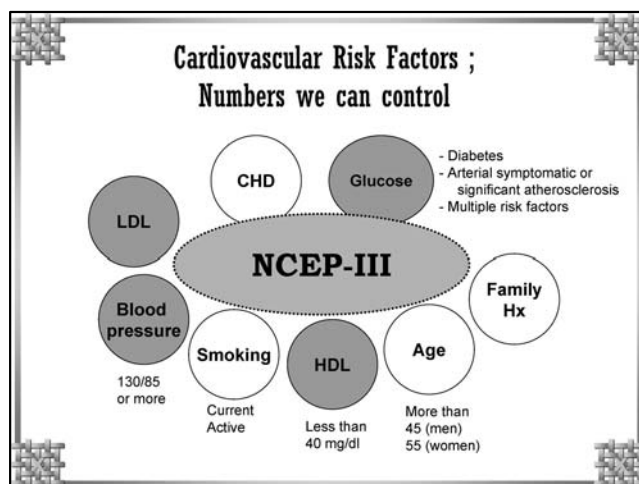 Cardiovascular Risk Factors ;
Numbers we can control
CHD
Glucose
- Diabetes
- Arterial symptomatic or
significant atherosclerosis
- Multiple risk factors
LDL
NCEP-III
Family
Hx
Blood
pressure
130/85
or more
Smoking
Current
Active
HDL
Less than
40 mg/dl
Age
More than
45 (men)
55 (women)